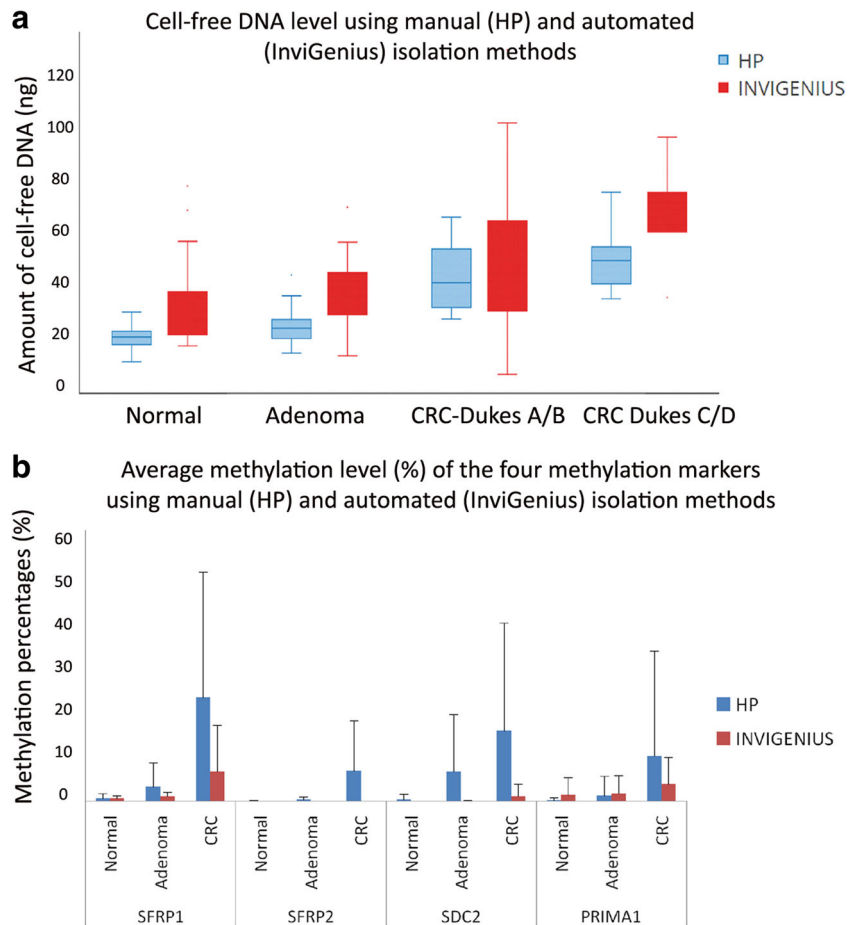 a
Cell-free DNA level using manual (HP) and automated
(InviGenius) isolation methods
HP
INVIGENIUS
Amount of cell-free DNA (ng)
120
100
80
60
40
20
0
Normal Adenoma CRC-Dukes A/B CRC Dukes C/D
b
Average methylation level (%) of the four methylation markers
using manual (HP) and automated (InviGenius) isolation methods
Methylation percentages (%)
60
50
40
30
20
10
0
HP
INVIGENIUS
Normal Adenoma CRC Normal Adenoma CRC Normal Adenoma CRC Normal Adenoma CRC
SFRP1 SFRP2 SDC2 PRIMA1